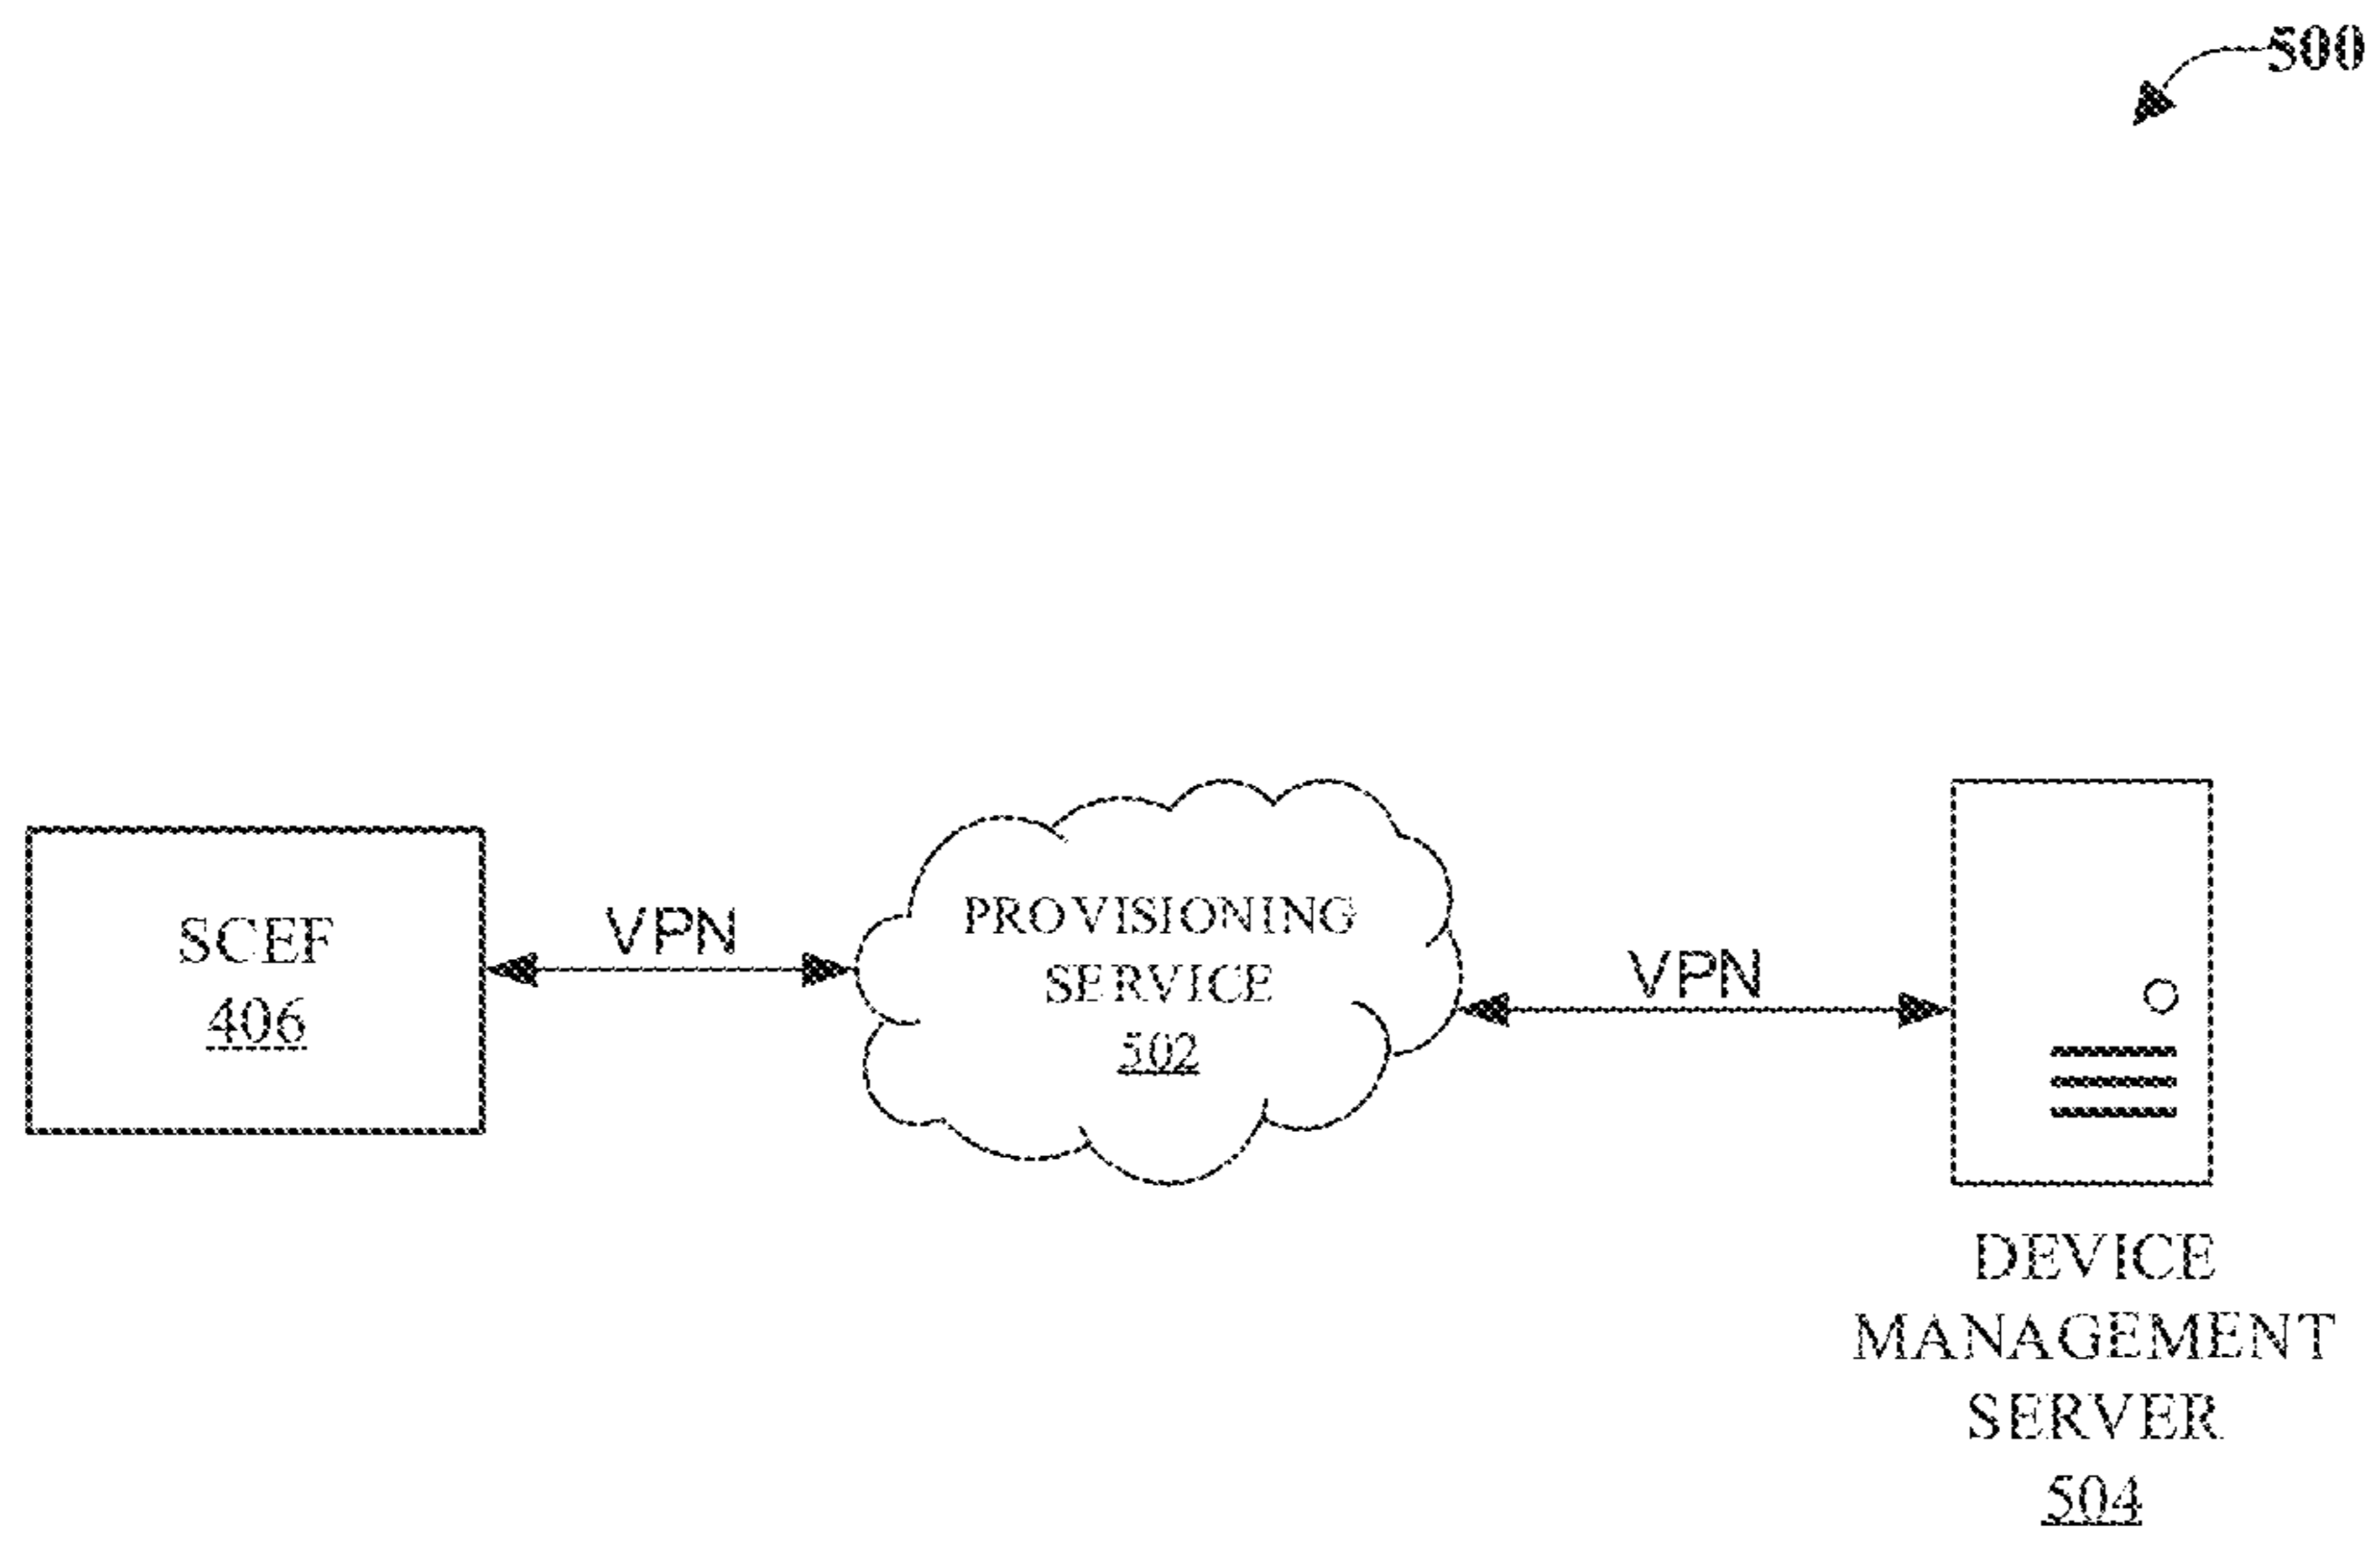 500
SCEF
406
VPN
PROVISIONING
SERVICE
502
VPN
DEVICE
MANAGEMENT
SERVER
504